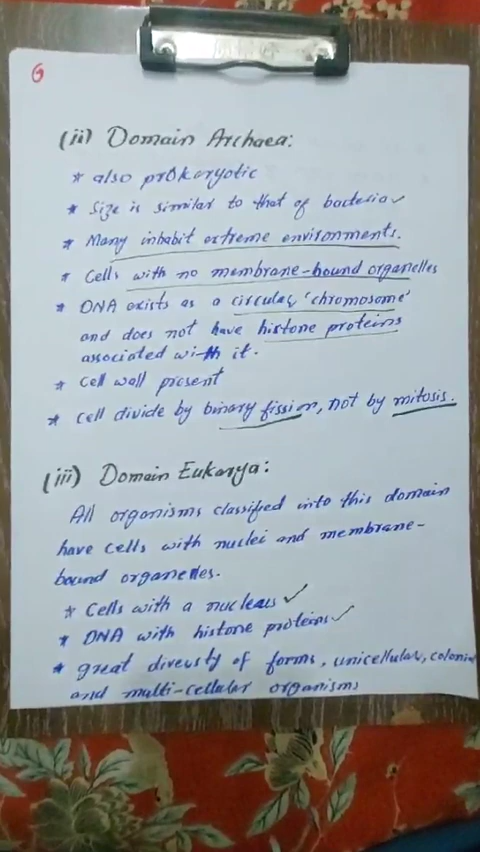 6
(ii) Domain Archaea:
* also prokaryotic
* Size is similar to that of bacteria
* Many inhabit extreme environments.
* Cells with no membrane-bound organelles
* DNA exists as a circular 'chromosome'
and does not have histone proteins
associated with it.
* Cell wall present
* Cell divide by binary fission, not by mitosis.
(iii) Domain Eukarya:
All organisms classified into this domain
have cells with nuclei and membrane-
bound organelles.
* Cells with a nucleus ✓
* DNA with histone proteins ✓
* great diversity of forms, unicellular, colonial
and multi-cellular organisms